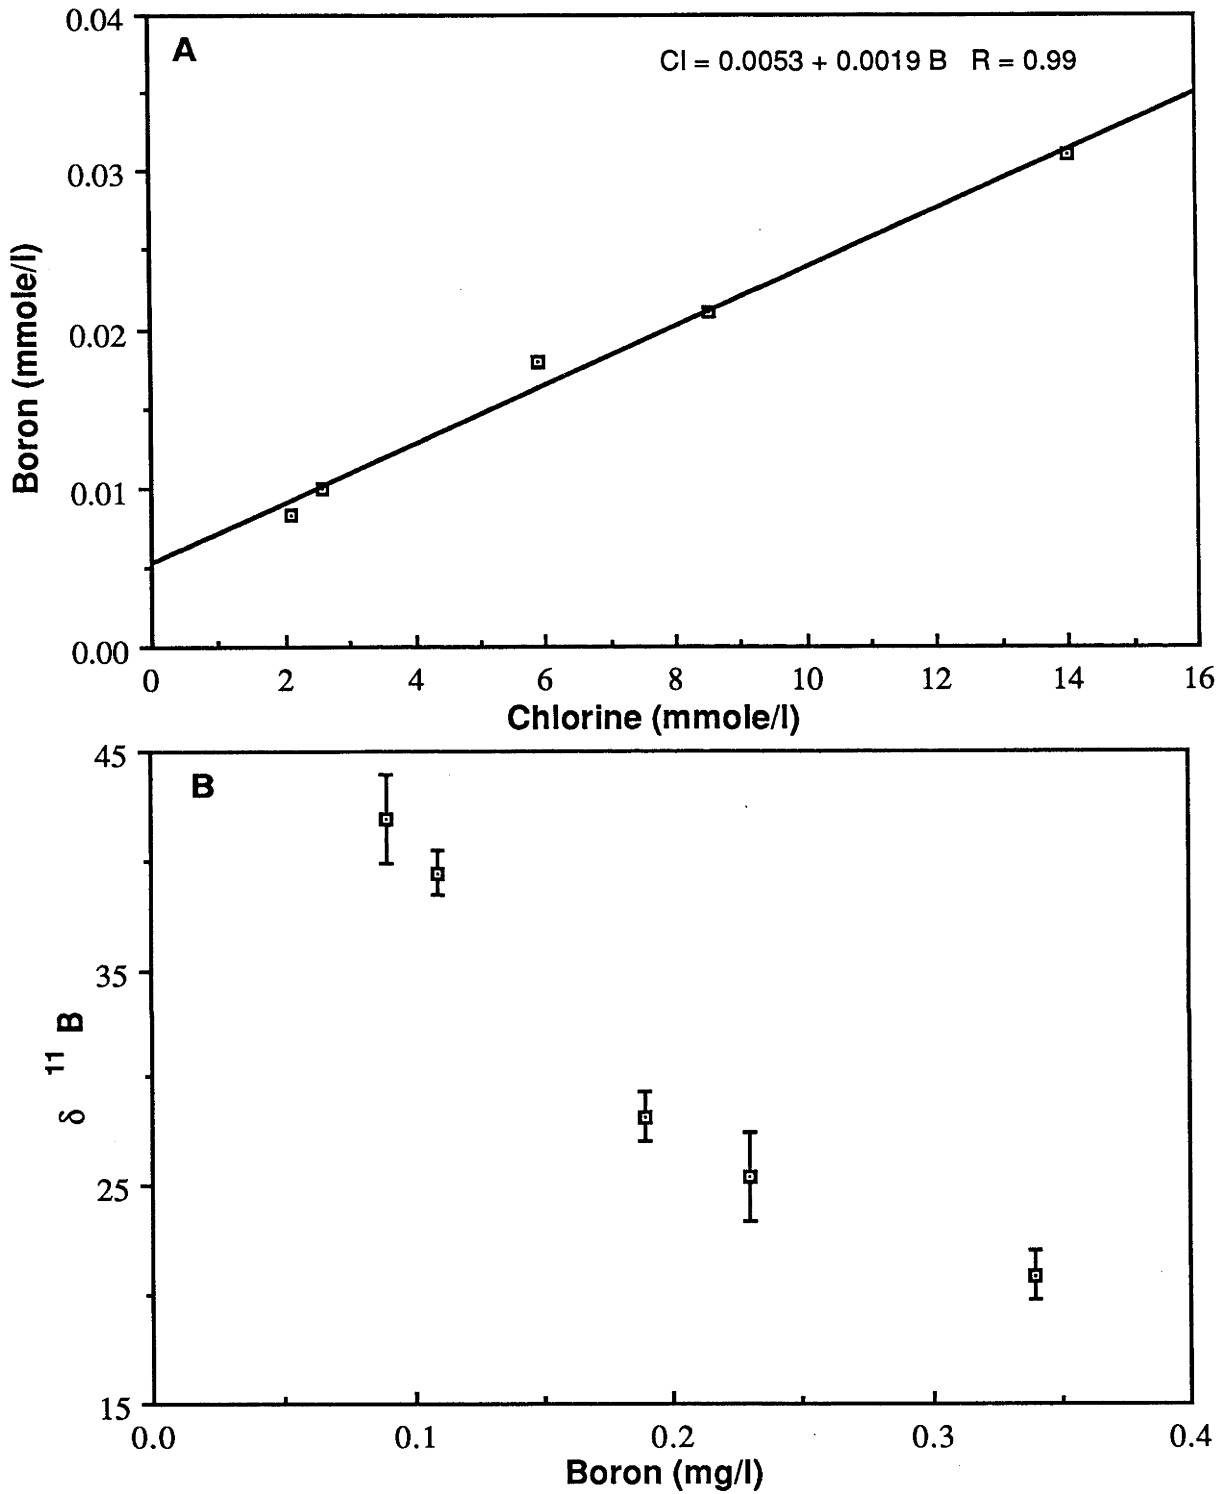 0.04
A
Cl = 0.0053 + 0.0019 B R = 0.99
0.03
0.02
0.01
0.00
Boron (mmole/l)
0 2 4 6 8 10 12 14 16
Chlorine (mmole/l)
45
B
35
25
15
δ 11 B
0.0 0.1 0.2 0.3 0.4
Boron (mg/l)